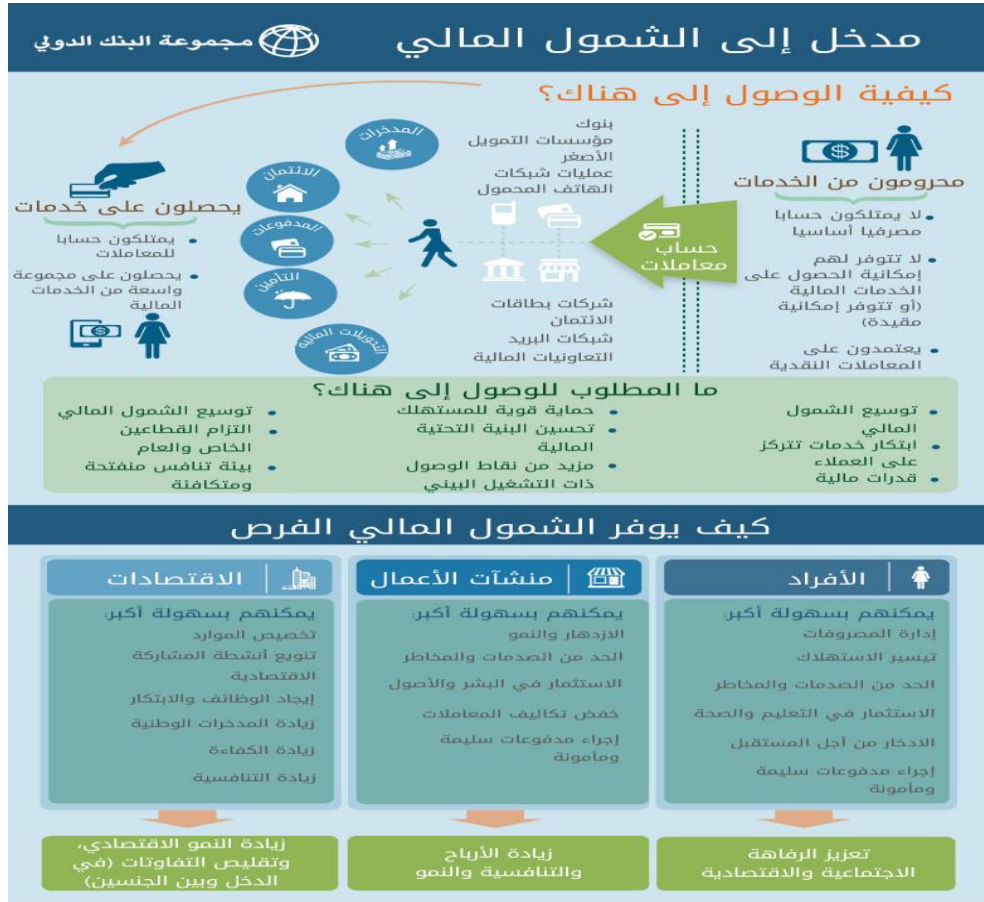 مدخل إلى الشمول المالي
مجموعة البنك الدولي
كيفية الوصول إلى هناك؟
محرومون من الخدمات
لا يمتلكون حسابا
مصرفيا أساسيا
لا تتوفر لهم
إمكانية الحصول على
الخدمات المالية
(أو تتوفر إمكانية
مقيدة)
يعتمدون على
المعاملات النقدية
حساب
معاملات
بنوك
مؤسسات التمويل
الأصغر
عمليات شبكات
الهاتف المحمول
شركات بطاقات
الائتمان
شبكات البريد
التعاونيات المالية
المدخرات
الائتمان
المدفوعات
التأمين
التحويلات المالية
يحصلون على خدمات
يمتلكون حسابا
للمعاملات
يحصلون على مجموعة
واسعة من الخدمات
المالية
ما المطلوب للوصول إلى هناك؟
توسيع الشمول
المالي
ابتكار خدمات تتركز
على العملاء
قدرات مالية
حماية قوية للمستهلك
تحسين البنية التحتية
المالية
مزيد من نقاط الوصول
ذات التشغيل البيني
توسيع الشمول المالي
التزام القطاعين
الخاص والعام
بيئة تنافس منفتحة
ومتكافئة
كيف يوفر الشمول المالي الفرص
الأفراد
يمكنهم بسهولة أكبر:
إدارة المصروفات
تيسير الاستهلاك
الحد من الصدمات والمخاطر
الاستثمار في التعليم والصحة
الادخار من أجل المستقبل
إجراء مدفوعات سليمة
ومأمونة
تعزيز الرفاهة
الاجتماعية والاقتصادية
منشآت الأعمال
يمكنهم بسهولة أكبر:
الازدهار والنمو
الحد من الصدمات والمخاطر
الاستثمار في البشر والأصول
خفض تكاليف المعاملات
إجراء مدفوعات سليمة
ومأمونة
زيادة الأرباح
والتنافسية والنمو
الاقتصادات
يمكنهم بسهولة أكبر:
تخصيص الموارد
تنويع أنشطة المشاركة
الاقتصادية
إيجاد الوظائف والابتكار
زيادة المدخرات الوطنية
زيادة الكفاءة
زيادة التنافسية
زيادة النمو الاقتصادي،
وتقليص التفاوتات (في
الدخل وبين الجنسين)